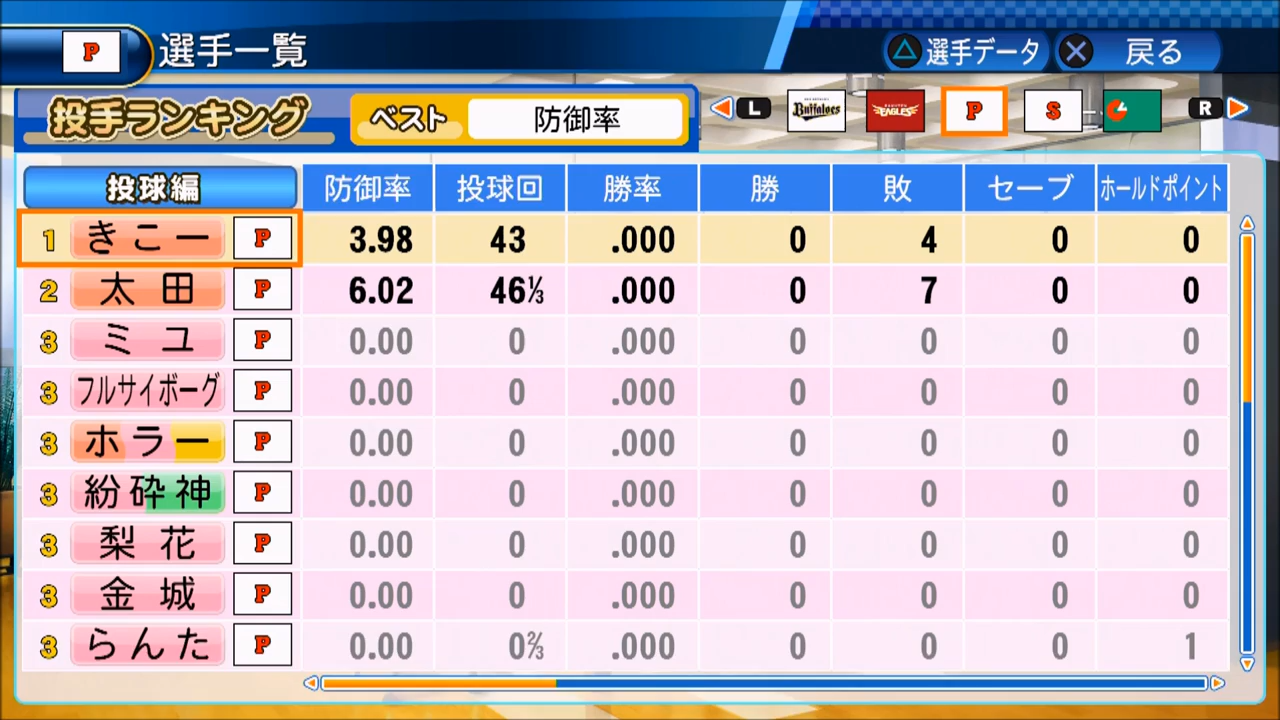 P 選手一覧 △選手データ ×戻る
投手ランキング ベスト 防御率 L Buffaloes EAGLES P S R
投球編 防御率 投球回 勝率 勝 敗 セーブ ホールドポイント
1 きこー P 3.98 43 .000 0 4 0 0
2 太田 P 6.02 46⅓ .000 0 7 0 0
3 ミユ P 0.00 0 .000 0 0 0 0
3 フルサイボーグ P 0.00 0 .000 0 0 0 0
3 ホラー P 0.00 0 .000 0 0 0 0
3 紛砕神 P 0.00 0 .000 0 0 0 0
3 梨花 P 0.00 0 .000 0 0 0 0
3 金城 P 0.00 0 .000 0 0 0 0
3 らんた P 0.00 0⅔ .000 0 0 0 1